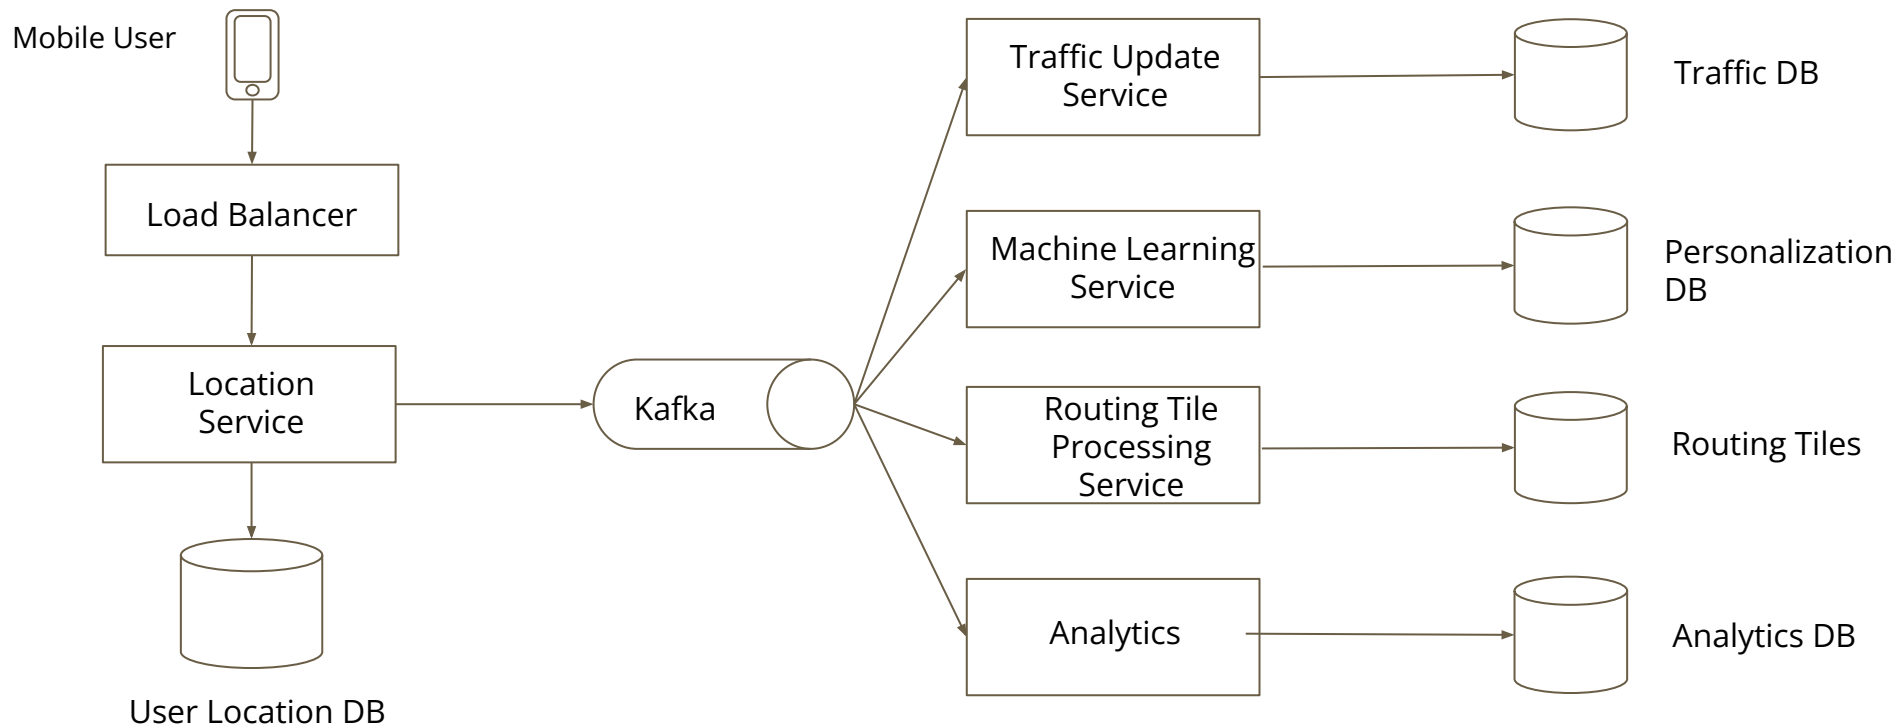 Mobile User
Load Balancer
Location
Service
User Location DB
Kafka
Traffic Update
Service
Traffic DB
Machine Learning
Service
Personalization
DB
Routing Tile
Processing
Service
Routing Tiles
Analytics
Analytics DB